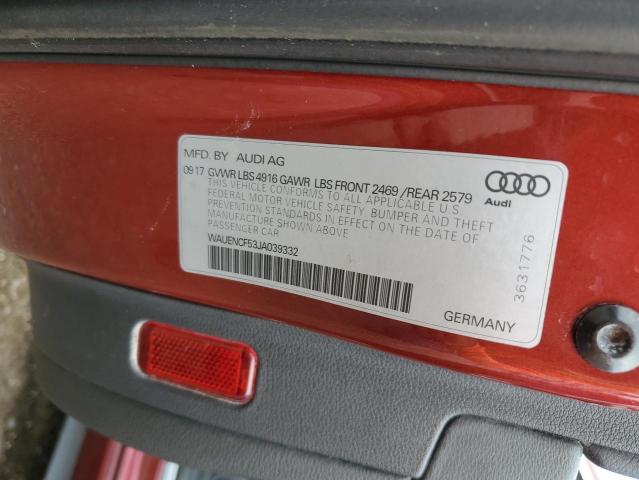 MFD. BY AUDI AG
09 17 GVWR LBS 4916 GAWR LBS FRONT 2469 /REAR 2579
THIS VEHICLE CONFORMS TO ALL APPLICABLE U.S
FEDERAL MOTOR VEHICLE SAFETY, BUMPER AND THEFT
PREVENTION STANDARDS IN EFFECT ON THE DATE OF
MANUFACTURE SHOWN ABOVE
PASSENGER CAR
WAUENCF53JA039332
Audi
3631776
GERMANY